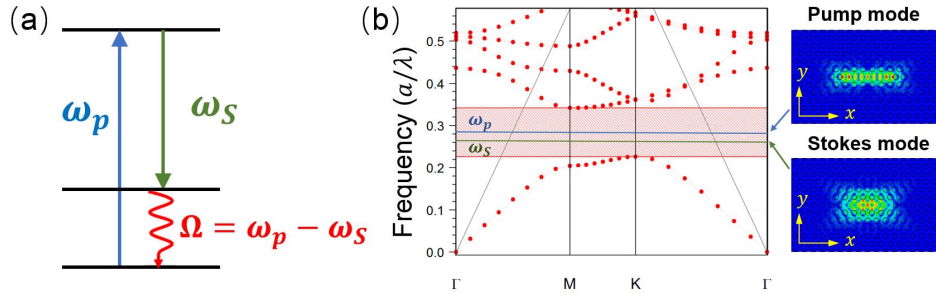 (a)
ω_p
ω_S
Ω = ω_p − ω_S
(b)
Frequency (a/λ)
0.5
0.4
0.3
0.2
0.1
0.0
ω_p
ω_S
Γ M K Γ
Pump mode
y
x
Stokes mode
y
x